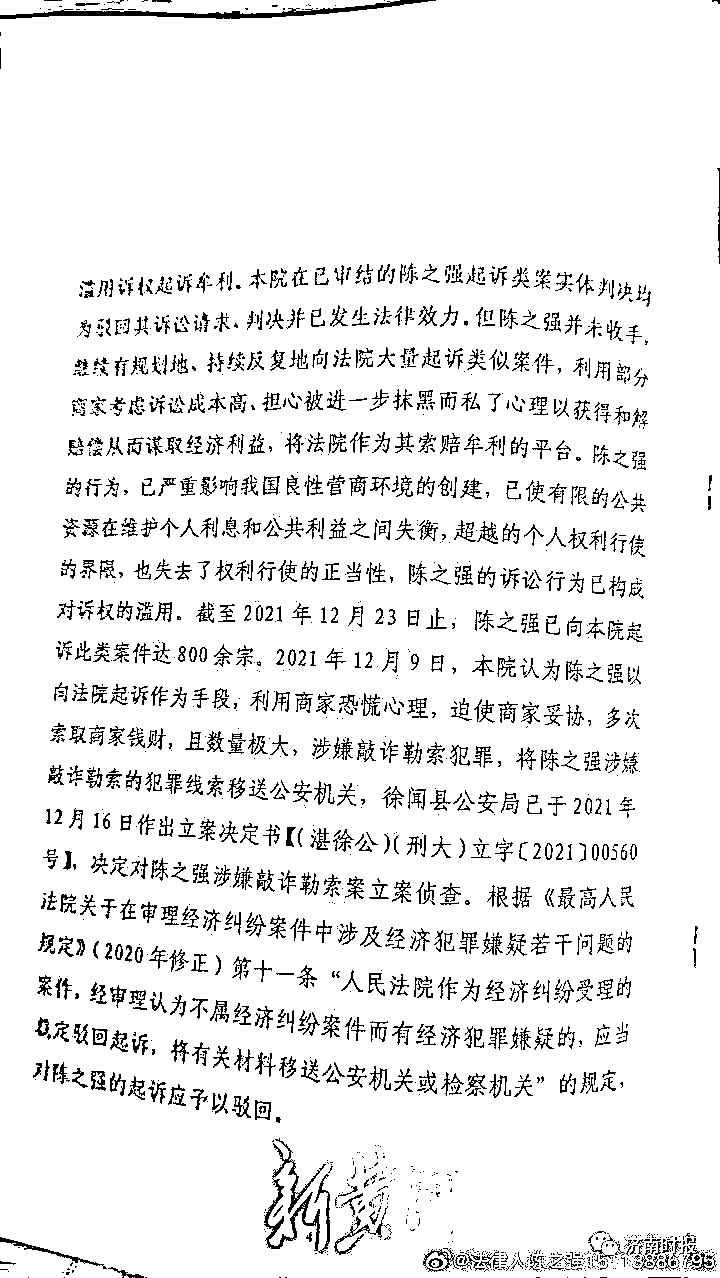 滥用诉权起诉牟利。本院在已审结的陈之强起诉类案实体判决均
为驳回其诉讼请求、判决并已发生法律效力。但陈之强并未收手,
继续有规划地、持续反复地向法院大量起诉类似案件，利用部分
商家考虑诉讼成本高、担心被进一步抹黑而私了心理以获得和解
赔偿从而谋取经济利益，将法院作为其索赔牟利的平台。陈之强
的行为，已严重影响我国良性营商环境的创建，已使有限的公共
资源在维护个人利息和公共利益之间失衡，超越的个人权利行使
的界限，也失去了权利行使的正当性，陈之强的诉讼行为已构成
对诉权的滥用。截至2021年12月23日止，陈之强已向本院起
诉此类案件达800余宗。2021年12月9日，本院认为陈之强以
向法院起诉作为手段，利用商家恐慌心理，迫使商家妥协，多次
索取商家钱财，且数量极大，涉嫌敲诈勒索犯罪，将陈之强涉嫌
敲诈勒索的犯罪线索移送公安机关，徐闻县公安局已于2021年
12月16日作出立案决定书【（湛徐公）（刑大）立字〔2021〕00560
号】，决定对陈之强涉嫌敲诈勒索案立案侦查。根据《最高人民
法院关于在审理经济纠纷案件中涉及经济犯罪嫌疑若干问题的
规定》（2020年修正）第十一条“人民法院作为经济纠纷受理的
案件，经审理认为不属经济纠纷案件而有经济犯罪嫌疑的，应当
裁定驳回起诉，将有关材料移送公安机关或检察机关”的规定，
对陈之强的起诉应予以驳回。
新黄河
济南时报
@法律人陈之强